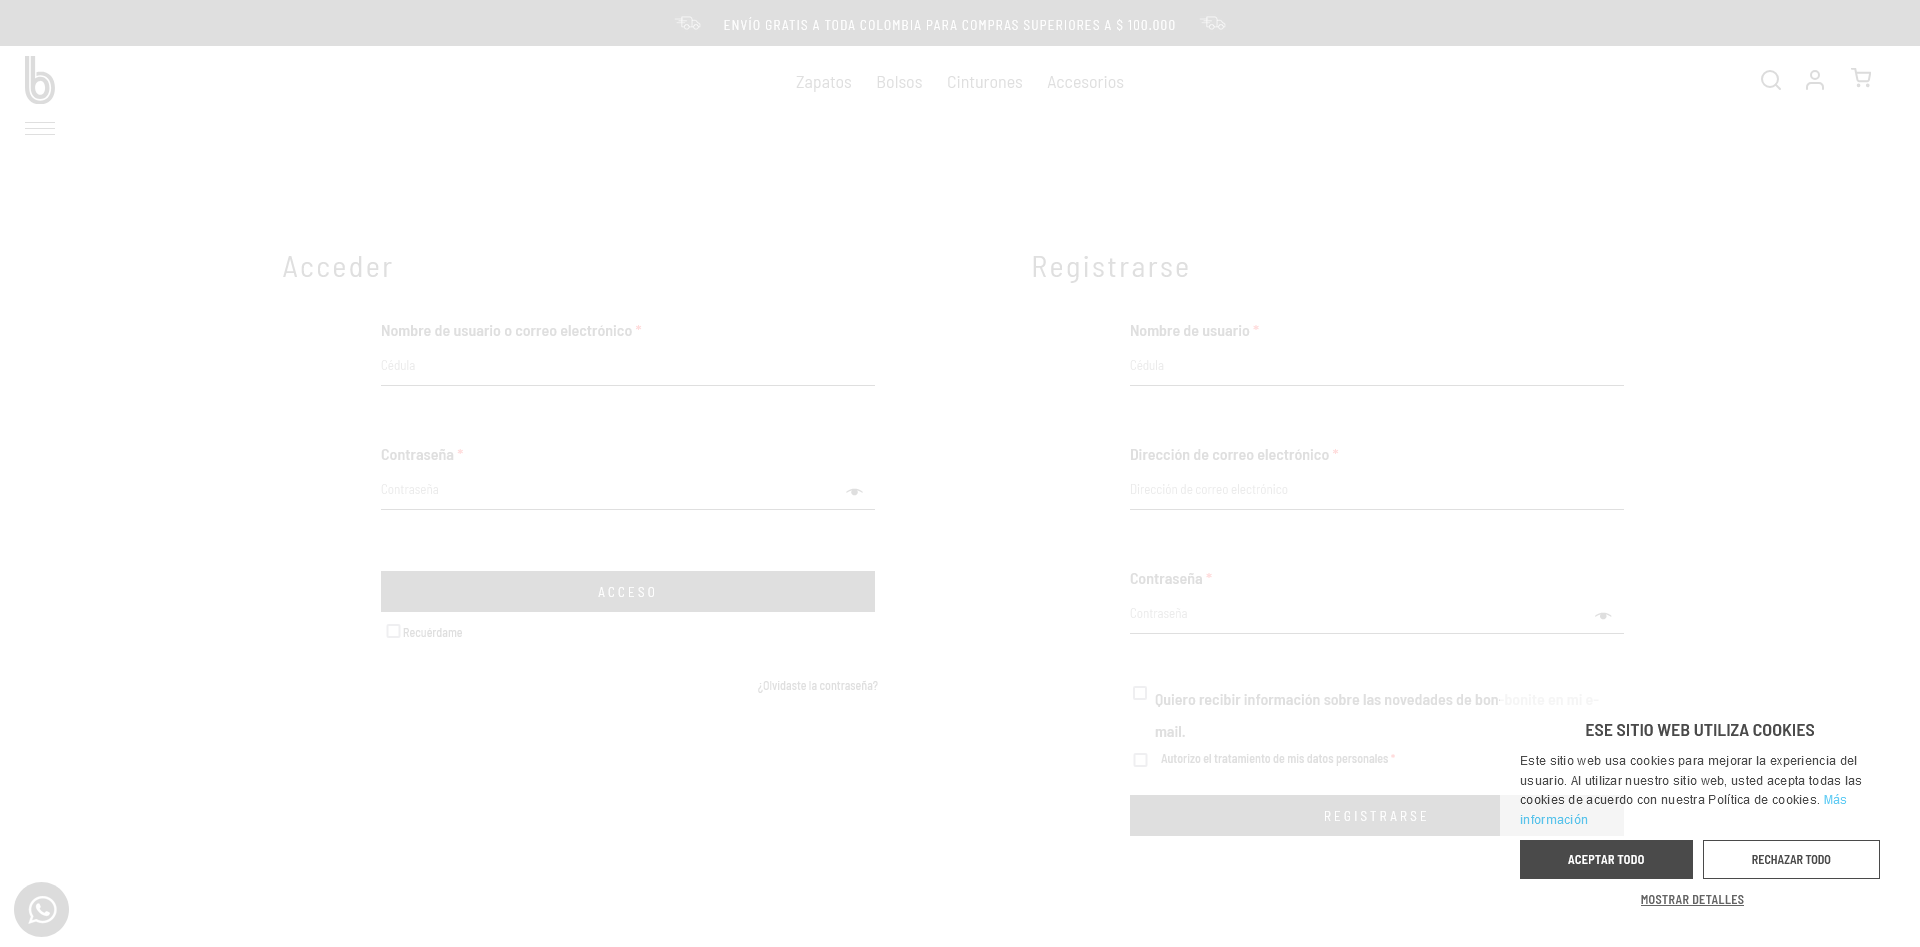 ENVÍO GRATIS A TODA COLOMBIA PARA COMPRAS SUPERIORES A $ 100.000
b
Zapatos Bolsos Cinturones Accesorios
Acceder
Nombre de usuario o correo electrónico *
Cédula
Contraseña *
Contraseña
ACCESO
Recuérdame
¿Olvidaste la contraseña?
Registrarse
Nombre de usuario *
Cédula
Dirección de correo electrónico *
Dirección de correo electrónico
Contraseña *
Contraseña
Quiero recibir información sobre las novedades de bon-bonite en mi e-
mail.
Autorizo el tratamiento de mis datos personales *
REGISTRARSE
ESE SITIO WEB UTILIZA COOKIES
Este sitio web usa cookies para mejorar la experiencia del
usuario. Al utilizar nuestro sitio web, usted acepta todas las
cookies de acuerdo con nuestra Política de cookies. Más
información
ACEPTAR TODO RECHAZAR TODO
MOSTRAR DETALLES